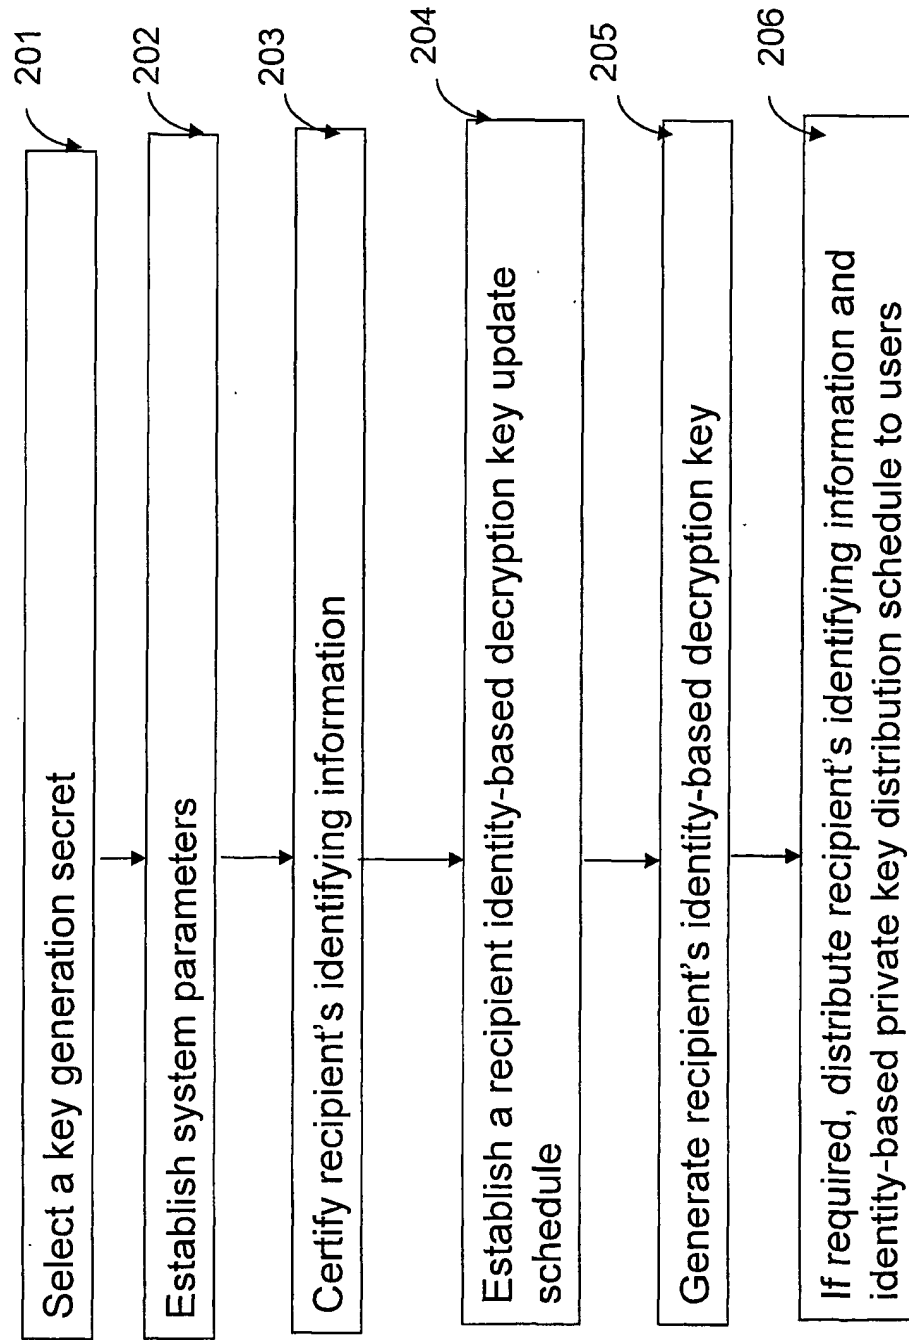 Select a key generation secret
201
Establish system parameters
202
Certify recipient's identifying information
203
Establish a recipient identity-based decryption key update
schedule
204
Generate recipient's identity-based decryption key
205
If required, distribute recipient's identifying information and
identity-based private key distribution schedule to users
206